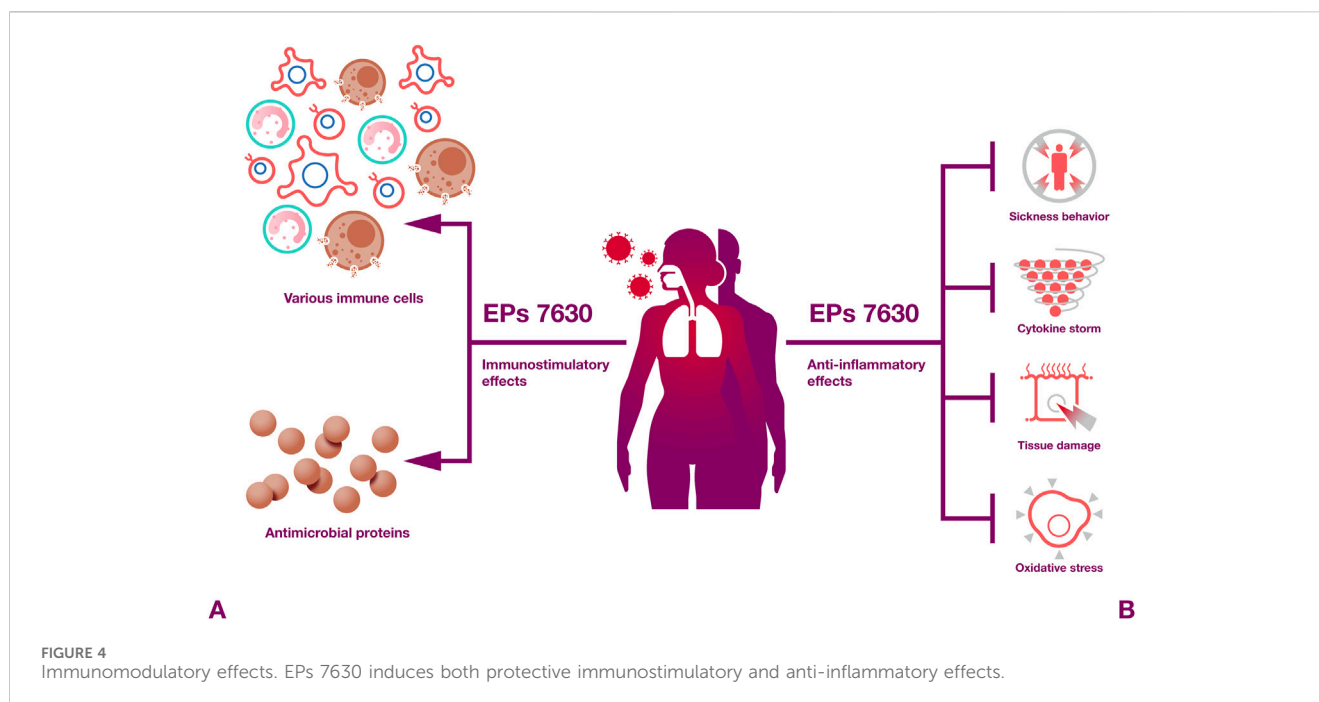 Various immune cells
Antimicrobial proteins
EPs 7630
Immunostimulatory
effects
EPs 7630
Anti-inflammatory
effects
Sickness behavior
Cytokine storm
Tissue damage
Oxidative stress
A
B
FIGURE 4
Immunomodulatory effects. EPs 7630 induces both protective immunostimulatory and anti-inflammatory effects.